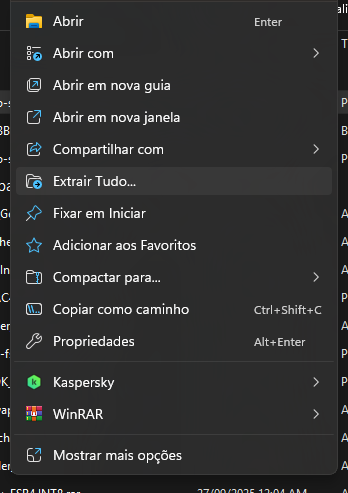 Abrir Enter
Abrir com
Abrir em nova guia
Abrir em nova janela
Compartilhar com
Extrair Tudo...
Fixar em Iniciar
Adicionar aos Favoritos
Compactar para...
Copiar como caminho Ctrl+Shift+C
Propriedades Alt+Enter
Kaspersky
WinRAR
Mostrar mais opções